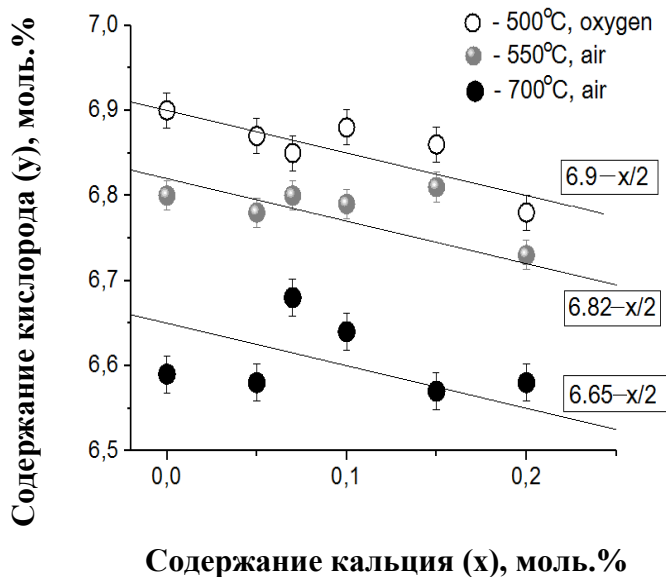 7,0
6,9
6,8
6,7
6,6
6,5
Содержание кислорода (y), моль.%
- 500°C, oxygen
- 550°C, air
- 700°C, air
6.9−x/2
6.82−x/2
6.65−x/2
0,0
0,1
0,2
Содержание кальция (x), моль.%